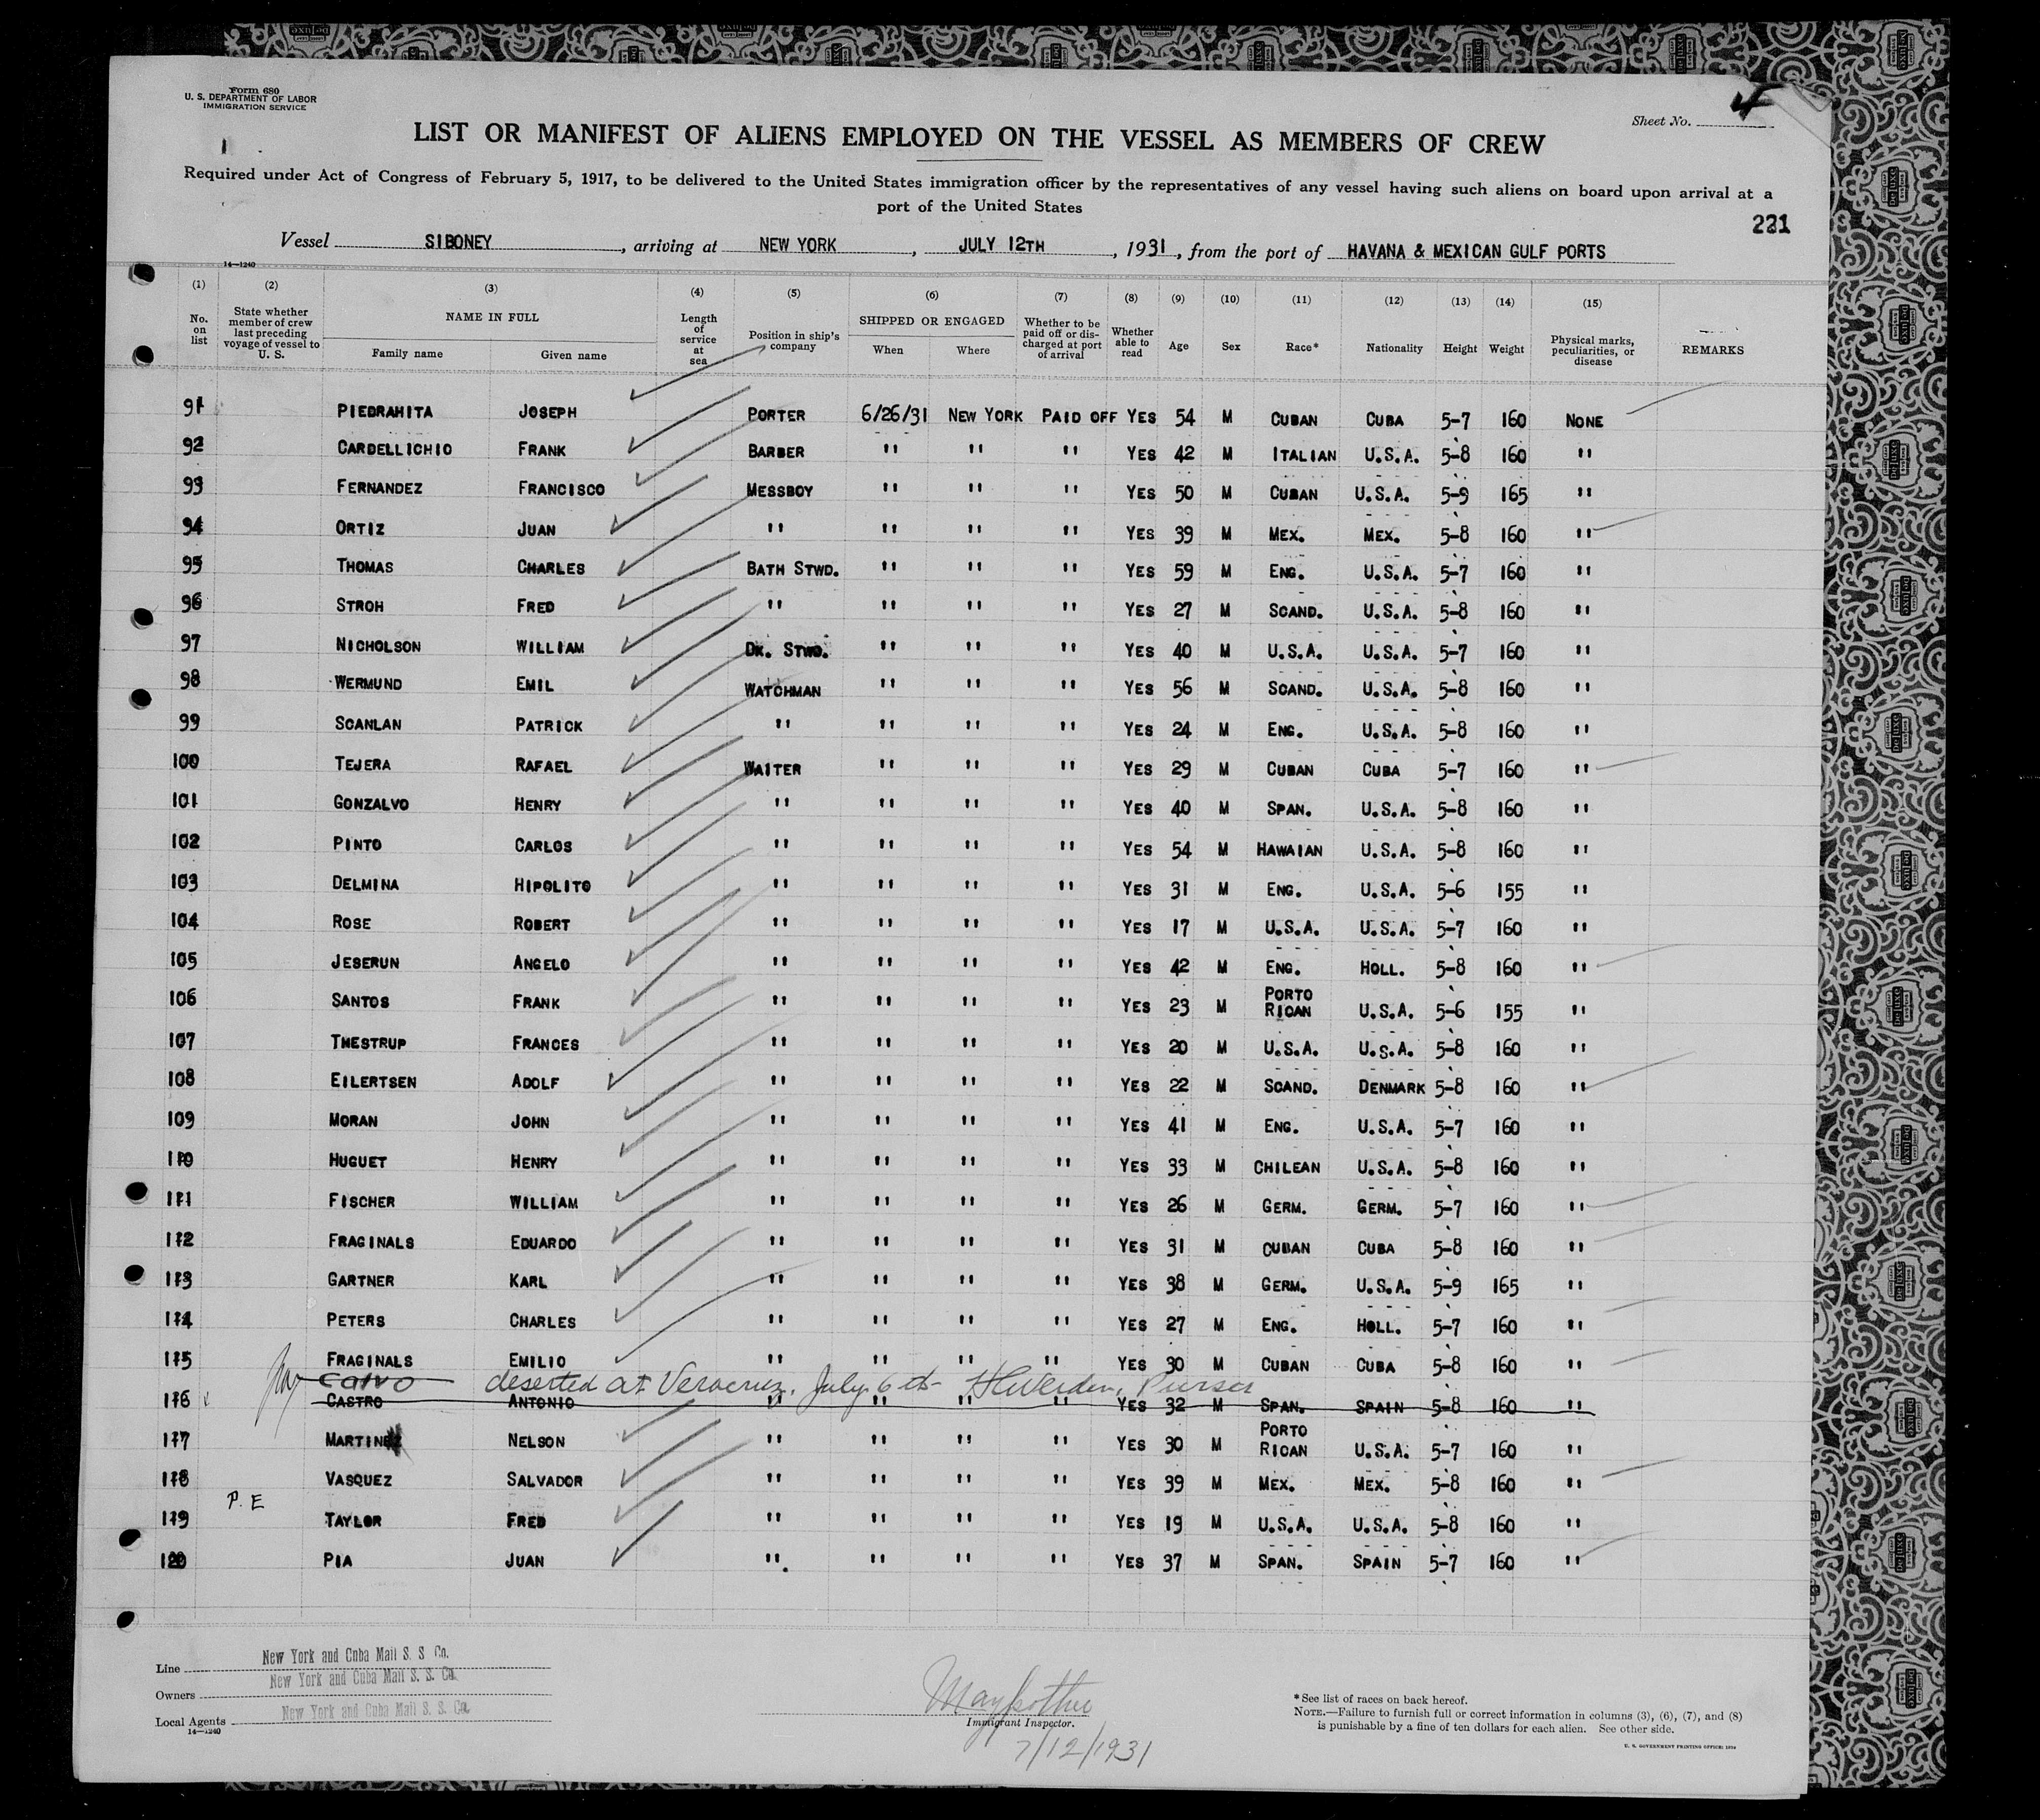 Form 680
U. S. DEPARTMENT OF LABOR
IMMIGRATION SERVICE
Sheet No.
LIST OR MANIFEST OF ALIENS EMPLOYED ON THE VESSEL AS MEMBERS OF CREW
Required under Act of Congress of February 5, 1917, to be delivered to the United States immigration officer by the representatives of any vessel having such aliens on board upon arrival at a
port of the United States
221
Vessel SIBONEY, arriving at NEW YORK, JULY 12TH, 1931, from the port of HAVANA & MEXICAN GULF PORTS
14—1240
(1) (2) (3) (4) (5) (6) (7) (8) (9) (10) (11) (12) (13) (14) (15)
No. on list State whether member of crew last preceding voyage of vessel to U. S. NAME IN FULL Family name Given name Length of service at sea Position in ship's company SHIPPED OR ENGAGED When Where Whether to be paid off or discharged at port of arrival Whether able to read Age Sex Race* Nationality Height Weight Physical marks, peculiarities, or disease REMARKS
91 PIEDRAHITA JOSEPH PORTER 6/26/31 NEW YORK PAID OFF YES 54 M CUBAN CUBA 5-7 160 NONE
92 CARDELLICHIO FRANK BARBER " " " YES 42 M ITALIAN U.S.A. 5-8 160 "
93 FERNANDEZ FRANCISCO MESSBOY " " " YES 50 M CUBAN U.S.A. 5-9 165 "
94 ORTIZ JUAN " " " " YES 39 M MEX. MEX. 5-8 160 "
95 THOMAS CHARLES BATH STWD. " " " YES 59 M ENG. U.S.A. 5-7 160 "
96 STROH FRED " " " " YES 27 M SCAND. U.S.A. 5-8 160 "
97 NICHOLSON WILLIAM DK. STWD. " " " YES 40 M U.S.A. U.S.A. 5-7 160 "
98 WERMUND EMIL WATCHMAN " " " YES 56 M SCAND. U.S.A. 5-8 160 "
99 SCANLAN PATRICK " " " " YES 24 M ENG. U.S.A. 5-8 160 "
100 TEJERA RAFAEL WAITER " " " YES 29 M CUBAN CUBA 5-7 160 "
101 GONZALVO HENRY " " " " YES 40 M SPAN. U.S.A. 5-8 160 "
102 PINTO CARLOS " " " " YES 54 M HAWAIAN U.S.A. 5-8 160 "
103 DELMINA HIPOLITO " " " " YES 31 M ENG. U.S.A. 5-6 155 "
104 ROSE ROBERT " " " " YES 17 M U.S.A. U.S.A. 5-7 160 "
105 JESERUN ANGELO " " " " YES 42 M ENG. HOLL. 5-8 160 "
106 SANTOS FRANK " " " " YES 23 M PORTO RICAN U.S.A. 5-6 155 "
107 THESTRUP FRANCES " " " " YES 20 M U.S.A. U.S.A. 5-8 160 "
108 EILERTSEN ADOLF " " " " YES 22 M SCAND. DENMARK 5-8 160 "
109 MORAN JOHN " " " " YES 41 M ENG. U.S.A. 5-7 160 "
110 HUGUET HENRY " " " " YES 33 M CHILEAN U.S.A. 5-8 160 "
111 FISCHER WILLIAM " " " " YES 26 M GERM. GERM. 5-7 160 "
112 FRAGINALS EDUARDO " " " " YES 31 M CUBAN CUBA 5-8 160 "
113 GARTNER KARL " " " " YES 38 M GERM. U.S.A. 5-9 165 "
114 PETERS CHARLES " " " " YES 27 M ENG. HOLL. 5-7 160 "
115 FRAGINALS EMILIO " " " " YES 30 M CUBAN CUBA 5-8 160 "
Calvo deserted at Veracruz, July 6th Purser
116 CASTRO ANTONIO " " " " YES 32 M SPAN. SPAIN 5-8 160 "
117 MARTINEZ NELSON " " " " YES 30 M PORTO RICAN U.S.A. 5-7 160 "
118 VASQUEZ SALVADOR " " " " YES 39 M MEX. MEX. 5-8 160 "
P. E
119 TAYLOR FRED " " " " YES 19 M U.S.A. U.S.A. 5-8 160 "
120 PIA JUAN " " " " YES 37 M SPAN. SPAIN 5-7 160 "
Line New York and Cuba Mail S. S. Co.
Owners New York and Cuba Mail S. S. Co.
Local Agents New York and Cuba Mail S. S. Co.
14—1240
Immigrant Inspector.
7/12/1931
*See list of races on back hereof.
NOTE.—Failure to furnish full or correct information in columns (3), (6), (7), and (8)
is punishable by a fine of ten dollars for each alien. See other side.